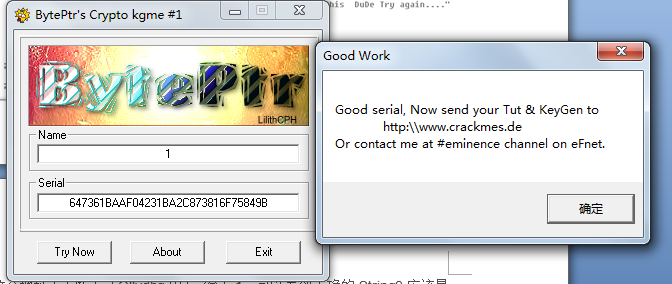 his DuDe Try again...."
BytePtr's Crypto kgme #1
BytePtr
LilithCPH
Name
1
Serial
647361BAAF04231BA2C873816F75849B
Try Now
About
Exit
Good Work
Good serial, Now send your Tut & KeyGen to
http:\\www.crackmes.de
Or contact me at #eminence channel on eFnet.
确定